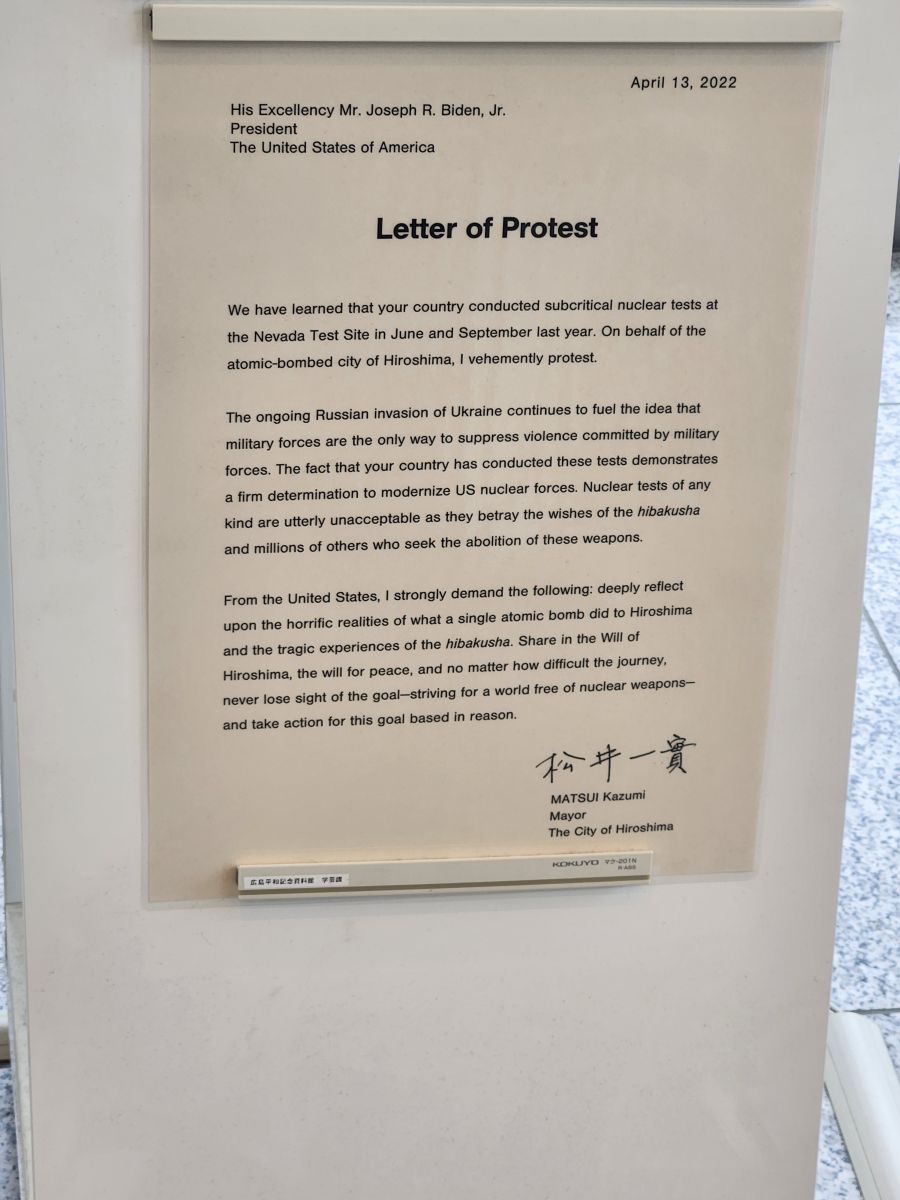 April 13, 2022
His Excellency Mr. Joseph R. Biden, Jr.
President
The United States of America
Letter of Protest
We have learned that your country conducted subcritical nuclear tests at
the Nevada Test Site in June and September last year. On behalf of the
atomic-bombed city of Hiroshima, I vehemently protest.
The ongoing Russian invasion of Ukraine continues to fuel the idea that
military forces are the only way to suppress violence committed by military
forces. The fact that your country has conducted these tests demonstrates
a firm determination to modernize US nuclear forces. Nuclear tests of any
kind are utterly unacceptable as they betray the wishes of the hibakusha
and millions of others who seek the abolition of these weapons.
From the United States, I strongly demand the following: deeply reflect
upon the horrific realities of what a single atomic bomb did to Hiroshima
and the tragic experiences of the hibakusha. Share in the Will of
Hiroshima, the will for peace, and no matter how difficult the journey,
never lose sight of the goal—striving for a world free of nuclear weapons—
and take action for this goal based in reason.
松井一實
MATSUI Kazumi
Mayor
The City of Hiroshima
KOKUYO マク-201N
R-A85
広島平和記念資料館 学芸課